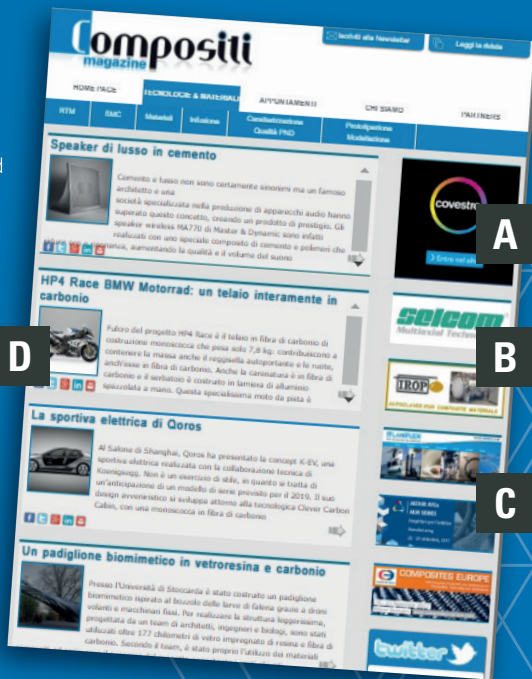 Compositi
magazine
Iscriviti alla Newsletter
Leggi la rivista
HOME PAGE
TECNOLOGIE & MATERIALI
APPUNTAMENTI
CHI SIAMO
PARTNERS
RTM
SMC
Materiali
Infusione
Caratterizzazione
Qualità PND
Prototipazione
Modellazione
Speaker di lusso in cemento
Cemento e lusso non sono certamente sinonimi ma un famoso
architetto e una
società specializzata nella produzione di apparecchi audio hanno
superato questo concetto, creando un prodotto di prestigio. Gli
speaker wireless MA770 di Master & Dynamic sono infatti
realizzati con uno speciale composito di cemento e polimeri che
aumentando la qualità e il volume del suono
HP4 Race BMW Motorrad: un telaio interamente in
carbonio
Fulcro del progetto HP4 Race è il telaio in fibra di carbonio di
costruzione monoscocca che pesa solo 7,8 kg: contribuiscono a
contenere la massa anche il reggisella autoportante e le ruote,
anch'esse in fibra di carbonio. Anche la carenatura è in fibra di
carbonio e il serbatoio è costruito in lamiera di alluminio
spazzolata a mano. Questa specialissima moto da pista è
La sportiva elettrica di Qoros
Al Salone di Shanghai, Qoros ha presentato la concept K-EV, una
sportiva elettrica realizzata con la collaborazione tecnica di
Koenigsegg. Non è un esercizio di stile, in quanto si tratta di
un'anticipazione di un modello di serie previsto per il 2019. Il suo
design avveniristico si sviluppa attorno alla tecnologica Clever Carbon
Cabin, con una monoscocca in fibra di carbonio
Un padiglione biomimetico in vetroresina e carbonio
Presso l'Università di Stoccarda è stato costruito un padiglione
biomimetico ispirato al bozzolo delle larve di falena grazie a droni
volanti e macchinari fissi. Per realizzare la struttura leggerissima,
progettata da un team di architetti, ingegneri e biologi, sono stati
utilizzati oltre 177 chilometri di vetro impregnato di resina e fibra di
carbonio. Secondo il team, è stato proprio l'utilizzo dei materiali
covestro
Entra nel sito
A
selcom
Multiaxial Techn
B
IROP
AUTOCLAVES FOR COMPOSITE MATERIALS
LAMIFLEX
C
COMPOSITES EUROPE
twitter
D